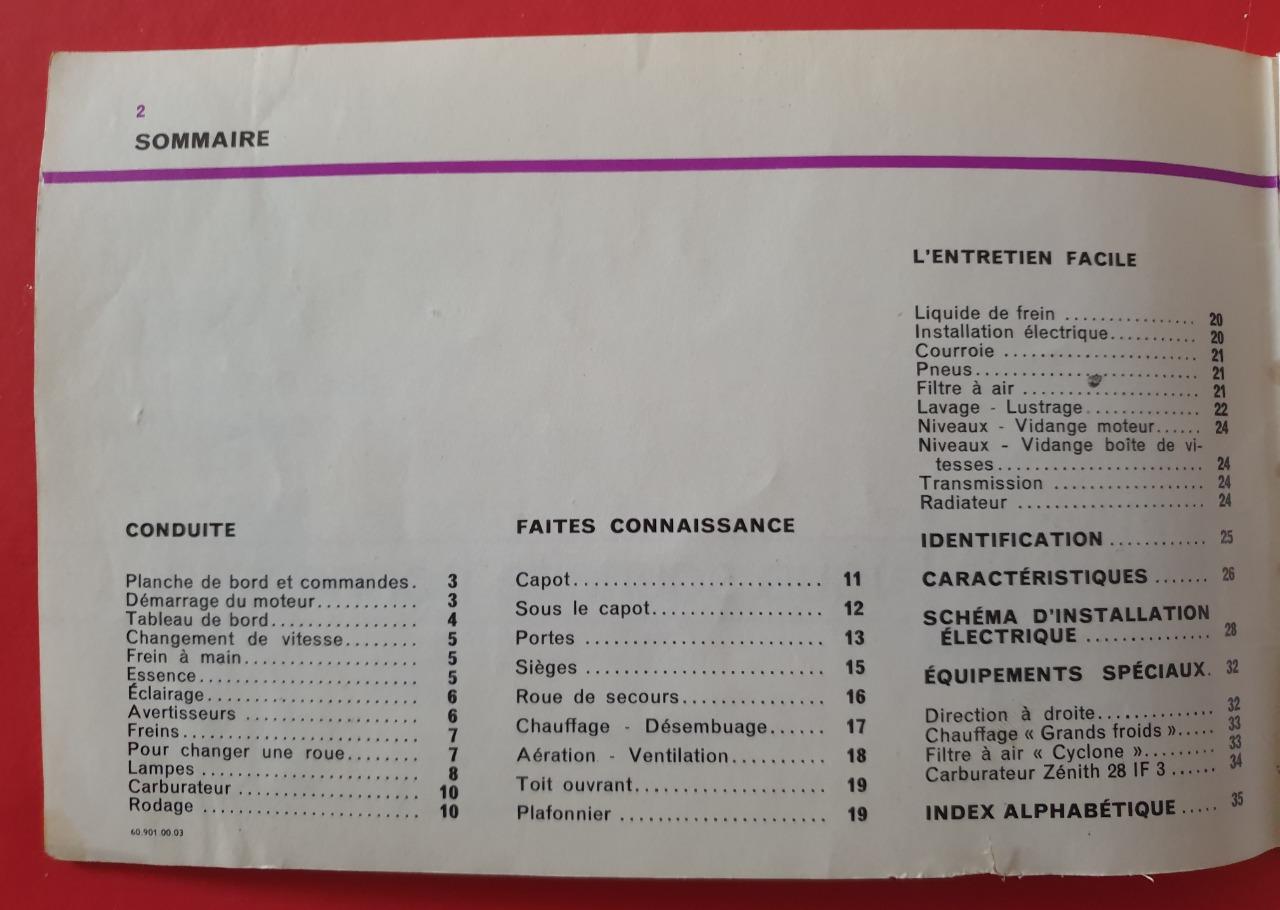 2
SOMMAIRE
CONDUITE
Planche de bord et commandes. 3
Démarrage du moteur........... 3
Tableau de bord................ 4
Changement de vitesse........ 5
Frein à main................... 5
Essence........................ 5
Éclairage....................... 6
Avertisseurs ................... 6
Freins.......................... 7
Pour changer une roue........ 7
Lampes ........................ 8
Carburateur .................... 10
Rodage ........................ 10
60.901.00.03
FAITES CONNAISSANCE
Capot.......................... 11
Sous le capot.................. 12
Portes ......................... 13
Sièges ......................... 15
Roue de secours............... 16
Chauffage - Désembuage...... 17
Aération - Ventilation.......... 18
Toit ouvrant.................... 19
Plafonnier ...................... 19
L'ENTRETIEN FACILE
Liquide de frein ................ 20
Installation électrique........... 20
Courroie ....................... 21
Pneus.......................... 21
Filtre à air ..................... 21
Lavage - Lustrage............. 22
Niveaux - Vidange moteur...... 24
Niveaux - Vidange boîte de vi-
tesses........................ 24
Transmission .................. 24
Radiateur ...................... 24
IDENTIFICATION ............ 25
CARACTÉRISTIQUES ....... 26
SCHÉMA D'INSTALLATION
ÉLECTRIQUE ............... 28
ÉQUIPEMENTS SPÉCIAUX. 32
Direction à droite.............. 32
Chauffage « Grands froids »..... 33
Filtre à air « Cyclone »......... 33
Carburateur Zénith 28 IF 3 ...... 34
INDEX ALPHABÉTIQUE ..... 35